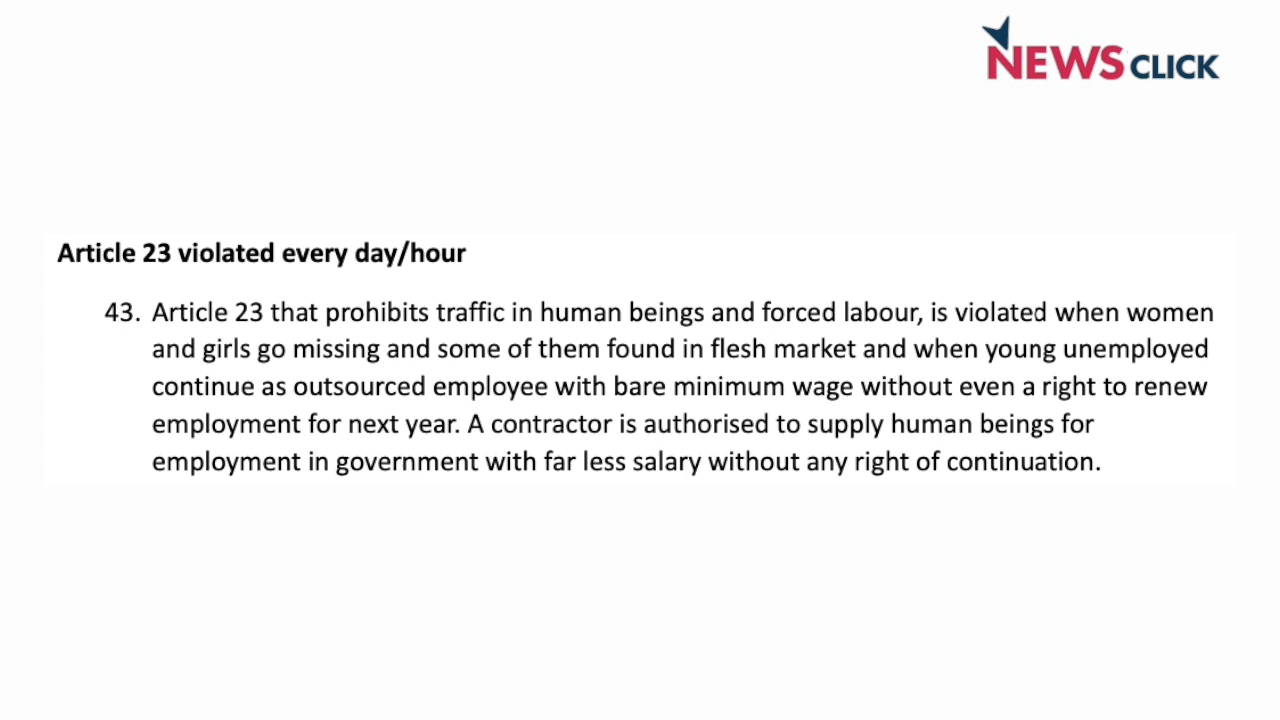 NEWS CLICK
Article 23 violated every day/hour
43. Article 23 that prohibits traffic in human beings and forced labour, is violated when women
and girls go missing and some of them found in flesh market and when young unemployed
continue as outsourced employee with bare minimum wage without even a right to renew
employment for next year. A contractor is authorised to supply human beings for
employment in government with far less salary without any right of continuation.